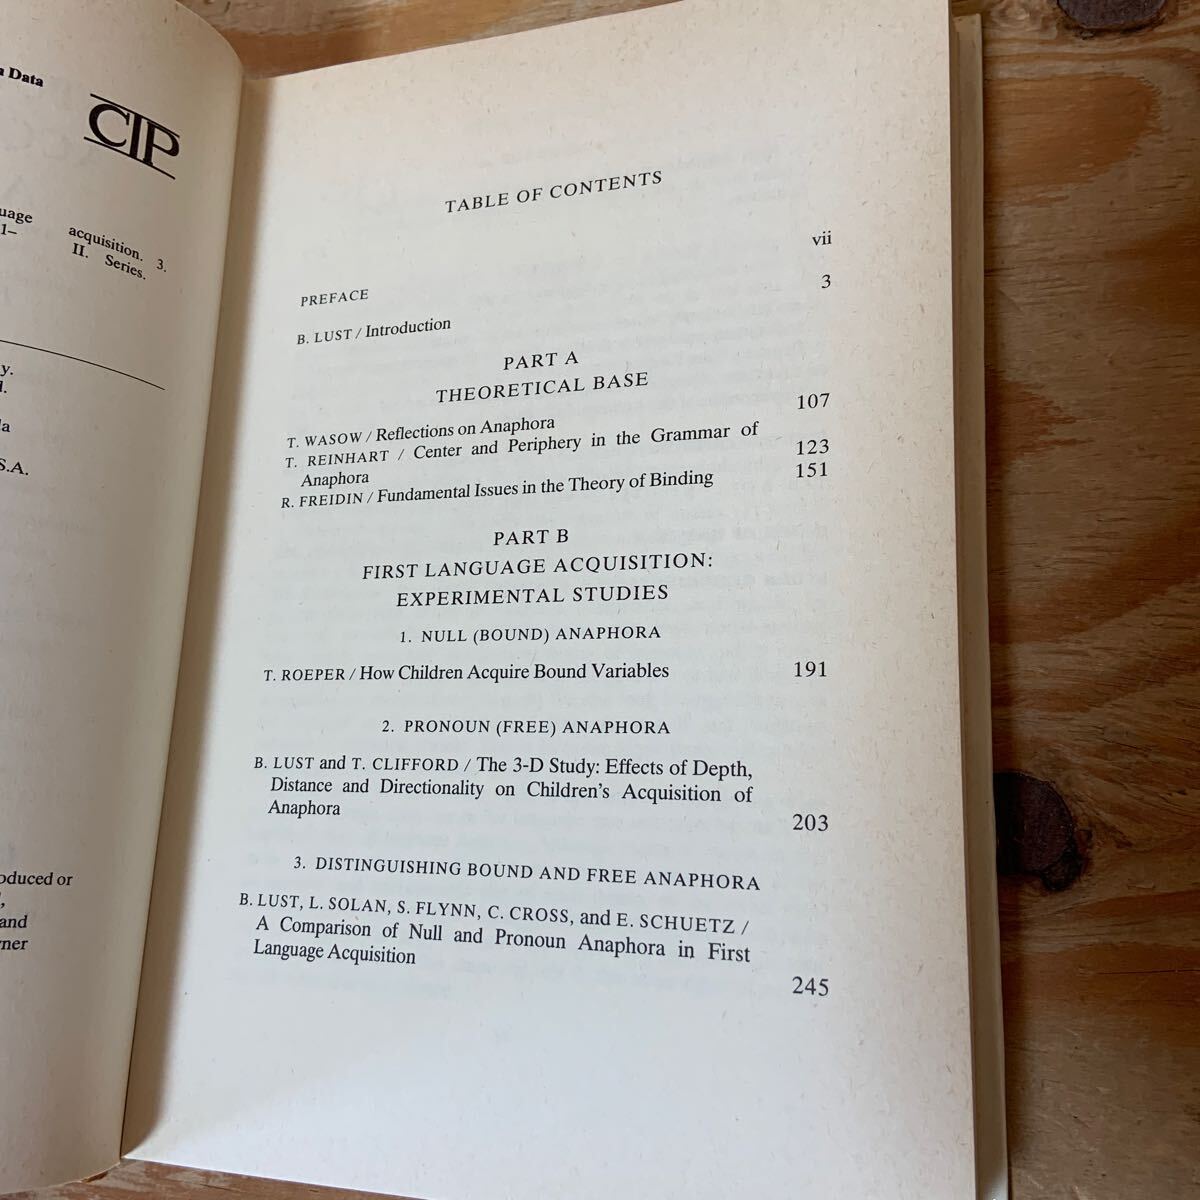 n Data
CIP
uage acquisition. 3.
1– II. Series.
y.
d.
la
S.A.
oduced or
and
ner
TABLE OF CONTENTS
PREFACE vii
B. LUST / Introduction 3
PART A
THEORETICAL BASE
T. WASOW / Reflections on Anaphora 107
T. REINHART / Center and Periphery in the Grammar of
Anaphora 123
R. FREIDIN / Fundamental Issues in the Theory of Binding 151
PART B
FIRST LANGUAGE ACQUISITION:
EXPERIMENTAL STUDIES
1. NULL (BOUND) ANAPHORA
T. ROEPER / How Children Acquire Bound Variables 191
2. PRONOUN (FREE) ANAPHORA
B. LUST and T. CLIFFORD / The 3-D Study: Effects of Depth,
Distance and Directionality on Children's Acquisition of
Anaphora 203
3. DISTINGUISHING BOUND AND FREE ANAPHORA
B. LUST, L. SOLAN, S. FLYNN, C. CROSS, and E. SCHUETZ /
A Comparison of Null and Pronoun Anaphora in First
Language Acquisition 245